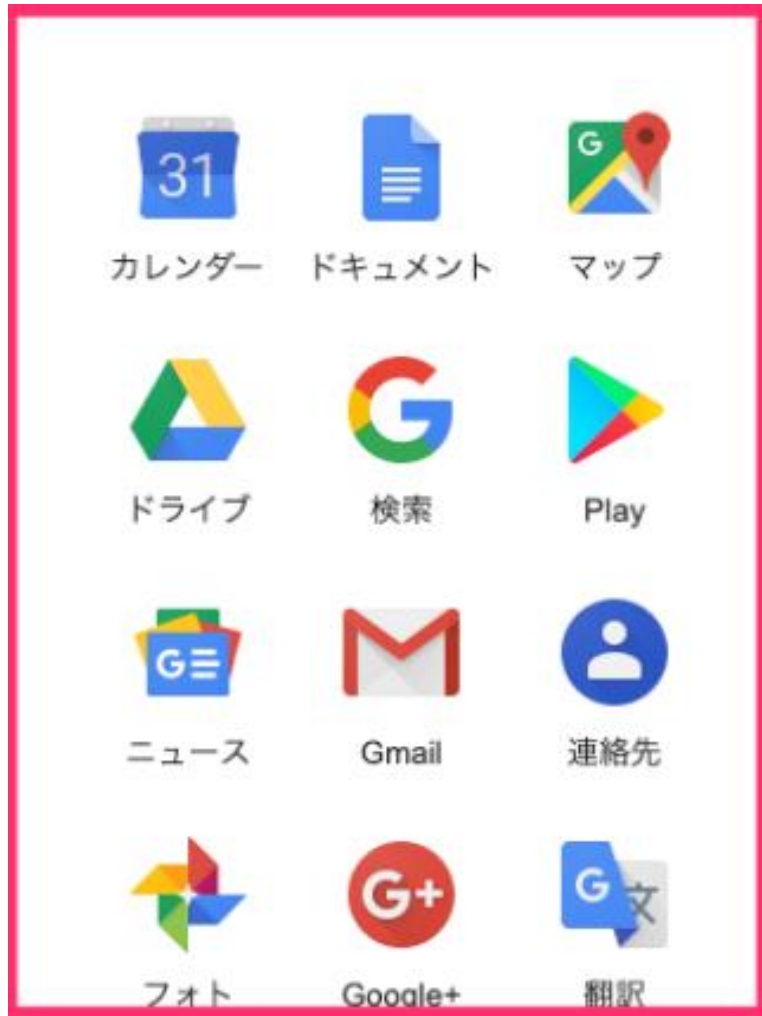 31
G
カレンダー ドキュメント マップ
G
ドライブ 検索 Play
G
ニュース Gmail 連絡先
G+
G 文
フォト Google+ 翻訳